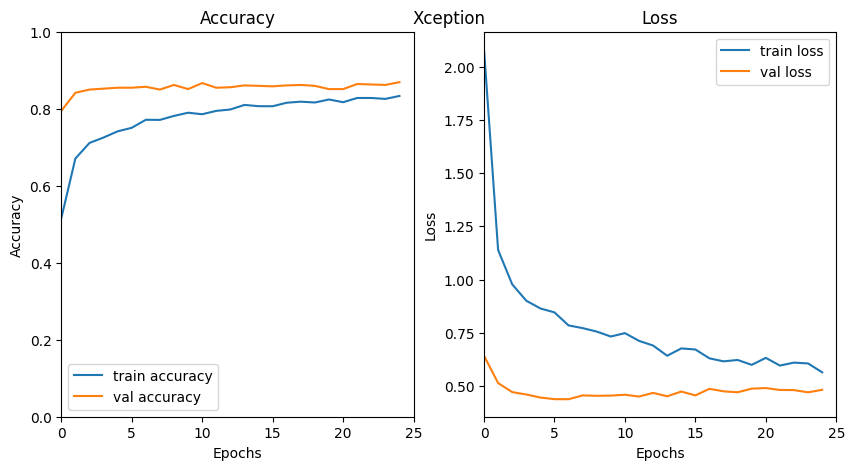 Xception
Accuracy
1.0
0.8
0.6
0.4
0.2
0.0
Accuracy
train accuracy
val accuracy
0 5 10 15 20 25
Epochs
Loss
2.00
1.75
1.50
1.25
1.00
0.75
0.50
Loss
train loss
val loss
0 5 10 15 20 25
Epochs